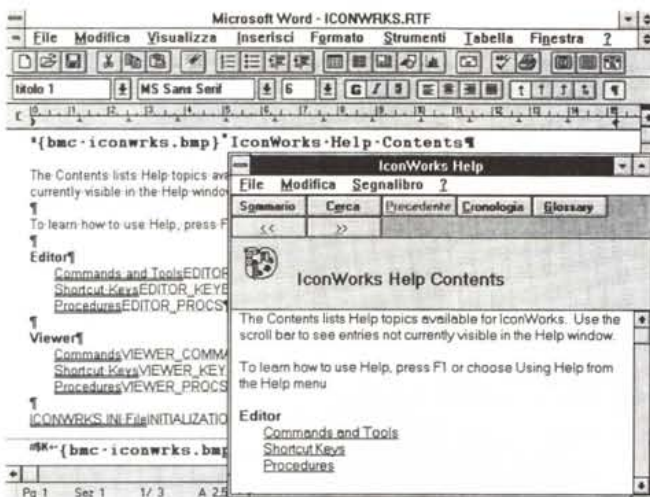 Microsoft Word - ICONWRKS.RTF
File Modifica Visualizza Inserisci Formato Strumenti Tabella Finestra ?
titolo 1 MS Sans Serif 6 G I S
*{bmc·iconwrks.bmp}*IconWorks·Help·Contents¶
The Contents lists Help topics ava
currently visible in the Help window
¶
To learn how to use Help, press F
¶
Editor¶
Commands and ToolsEDITOR
Shortcut·KeysEDITOR_KEYB
ProceduresEDITOR_PROCS¶
¶
Viewer¶
CommandsVIEWER_COMMA
Shortcut·KeysVIEWER_KEY
ProceduresVIEWER_PROCS
¶
ICONWRKS.INI·FileINITIALIZATIO
{bmc·iconwrks.bmp
Pg 1 Sez 1 1/3 A 2.5
IconWorks Help
File Modifica Segnalibro ?
Sommario Cerca Precedente Cronologia Glossary
<< >>
IconWorks Help Contents
The Contents lists Help topics available for IconWorks. Use the
scroll bar to see entries not currently visible in the Help window.
To learn how to use Help, press F1 or choose Using Help from
the Help menu
Editor
Commands and Tools
Shortcut Keys
Procedures